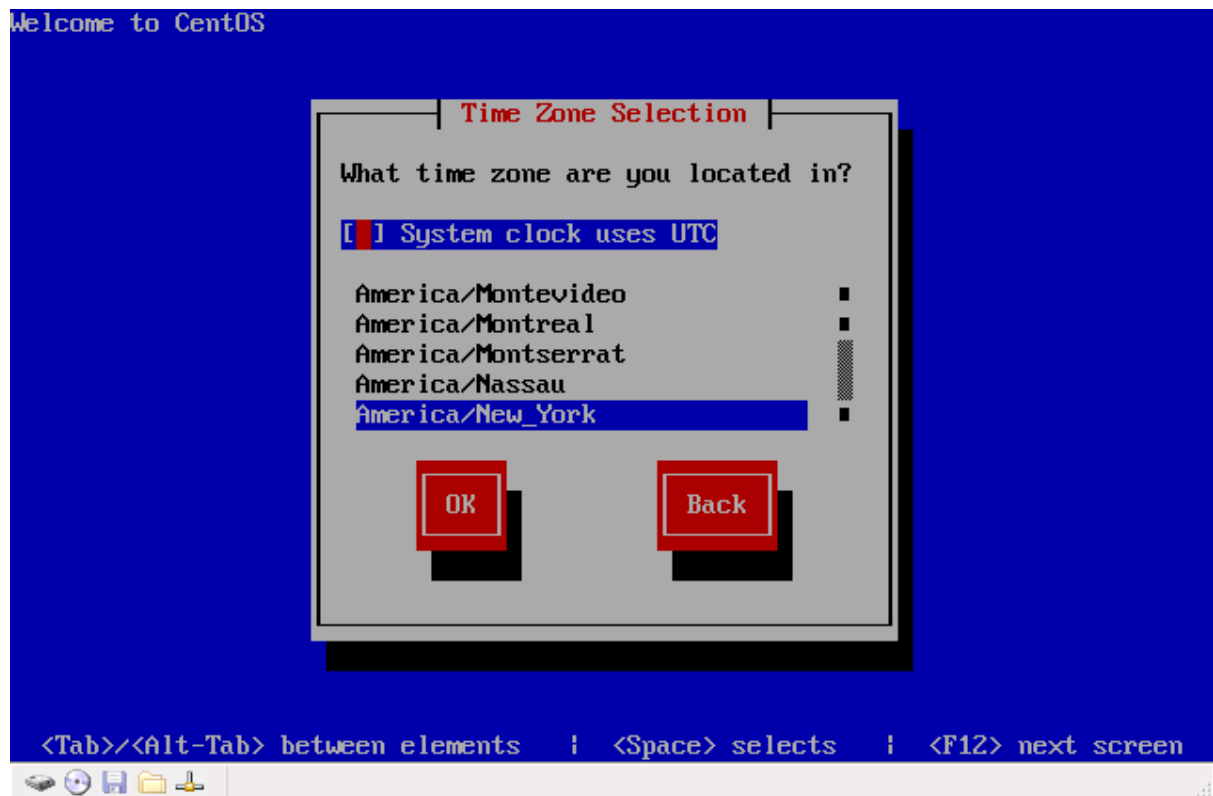 Welcome to CentOS
Time Zone Selection
What time zone are you located in?
[ ] System clock uses UTC
America/Montevideo
America/Montreal
America/Montserrat
America/Nassau
America/New_York
OK Back
<Tab>/<Alt-Tab> between elements | <Space> selects | <F12> next screen